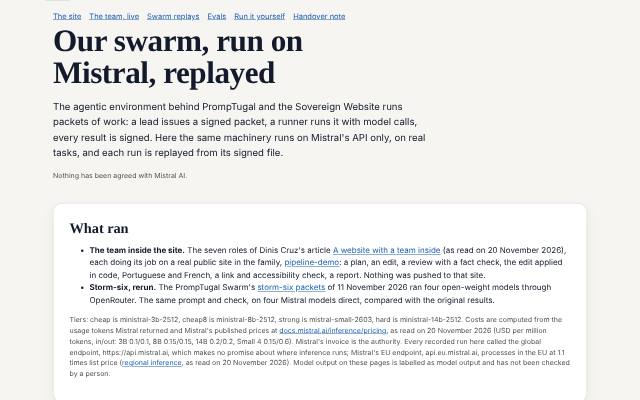 The site The team, live Swarm replays Evals Run it yourself Handover note
Our swarm, run on
Mistral, replayed
The agentic environment behind PrompTugal and the Sovereign Website runs
packets of work: a lead issues a signed packet, a runner runs it with model calls,
every result is signed. Here the same machinery runs on Mistral's API only, on real
tasks, and each run is replayed from its signed file.
Nothing has been agreed with Mistral AI.
What ran
• The team inside the site. The seven roles of Dinis Cruz's article A website with a team inside (as read on 20 November 2026),
each doing its job on a real public site in the family, pipeline-demo: a plan, an edit, a review with a fact check, the edit applied
in code, Portuguese and French, a link and accessibility check, a report. Nothing was pushed to that site.
• Storm-six, rerun. The PrompTugal Swarm's storm-six packets of 11 November 2026 ran four open-weight models through
OpenRouter. The same prompt and check, on four Mistral models direct, compared with the original results.
Tiers: cheap is ministral-3b-2512, cheap8 is ministral-8b-2512, strong is mistral-small-2603, hard is ministral-14b-2512. Costs are computed from the
usage tokens Mistral returned and Mistral's published prices at docs.mistral.ai/inference/pricing, as read on 20 November 2026 (USD per million
tokens, in/out: 3B 0.1/0.1, 8B 0.15/0.15, 14B 0.2/0.2, Small 4 0.15/0.6). Mistral's invoice is the authority. Every recorded run here called the global
endpoint, https://api.mistral.ai, which makes no promise about where inference runs; Mistral's EU endpoint, api.eu.mistral.ai, processes in the EU at 1.1
times list price (regional inference, as read on 20 November 2026). Model output on these pages is labelled as model output and has not been checked
by a person.